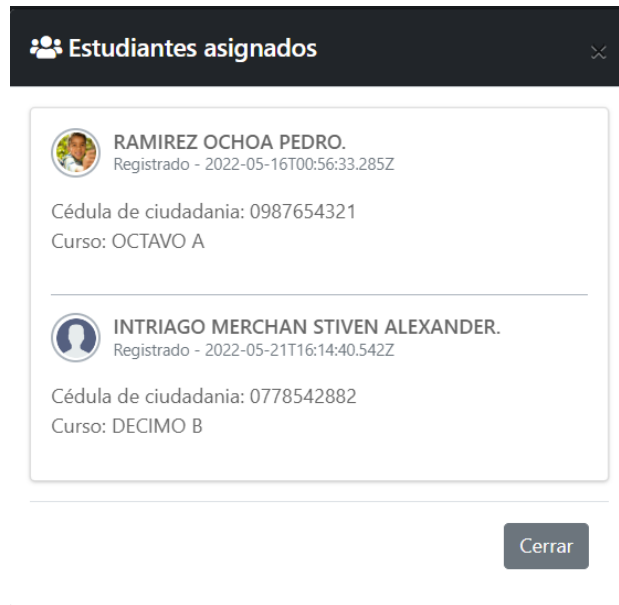 Estudiantes asignados
RAMIREZ OCHOA PEDRO.
Registrado - 2022-05-16T00:56:33.285Z
Cédula de ciudadania: 0987654321
Curso: OCTAVO A
INTRIAGO MERCHAN STIVEN ALEXANDER.
Registrado - 2022-05-21T16:14:40.542Z
Cédula de ciudadania: 0778542882
Curso: DECIMO B
Cerrar